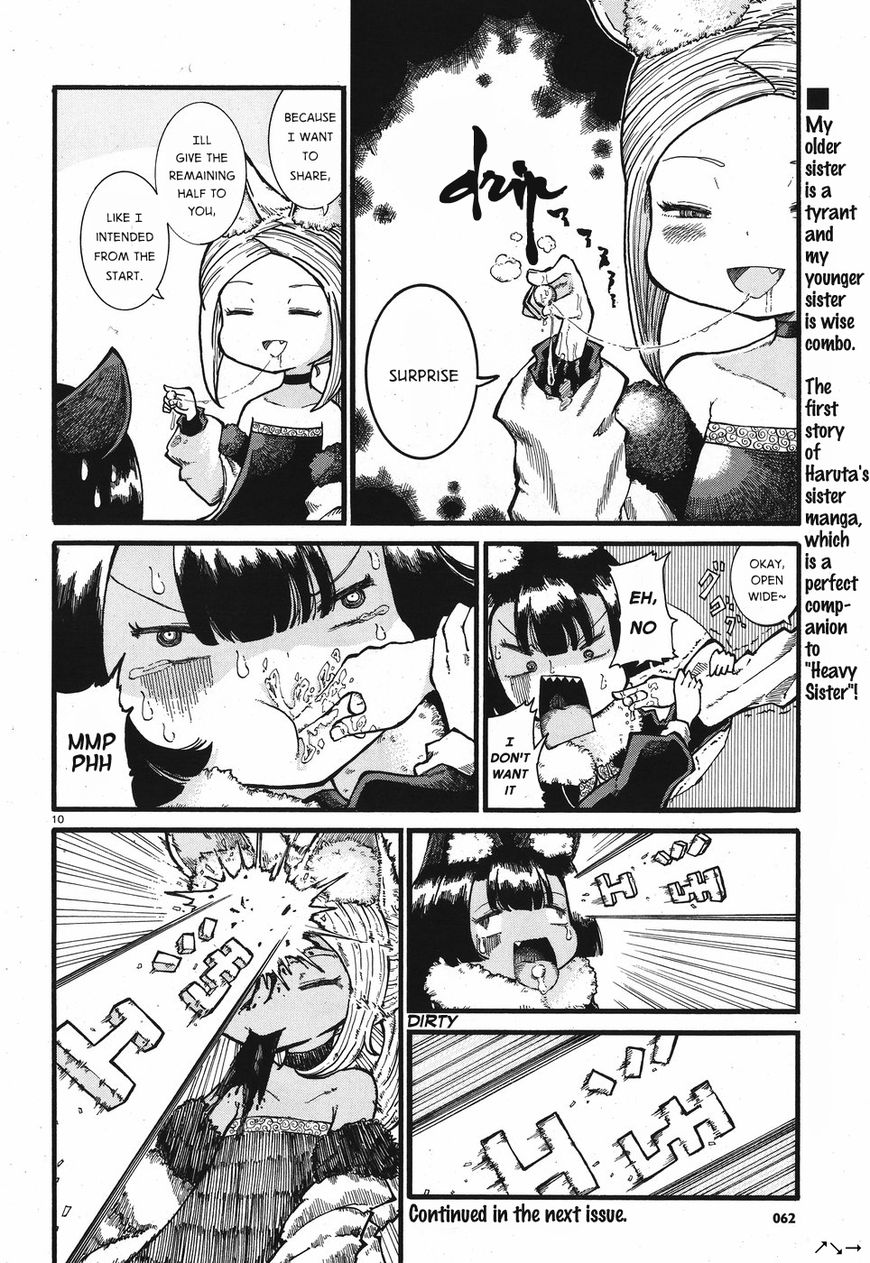 My
older
sister
is a
tyrant
and
my
younger
sister
is wise
combo.
The
first
story
of
Haruta's
sister
manga,
which
is a
perfect
comp-
anion
to
"Heavy
Sister"!
drip
SURPRISE
BECAUSE
I WANT
TO
SHARE,
ILL
GIVE THE
REMAINING
HALF TO
YOU,
LIKE I
INTENDED
FROM THE
START.
OKAY,
OPEN
WIDE~
EH,
NO
I
DON'T
WANT
IT
MMP
PHH
10
DIRTY
Continued in the next issue.
062